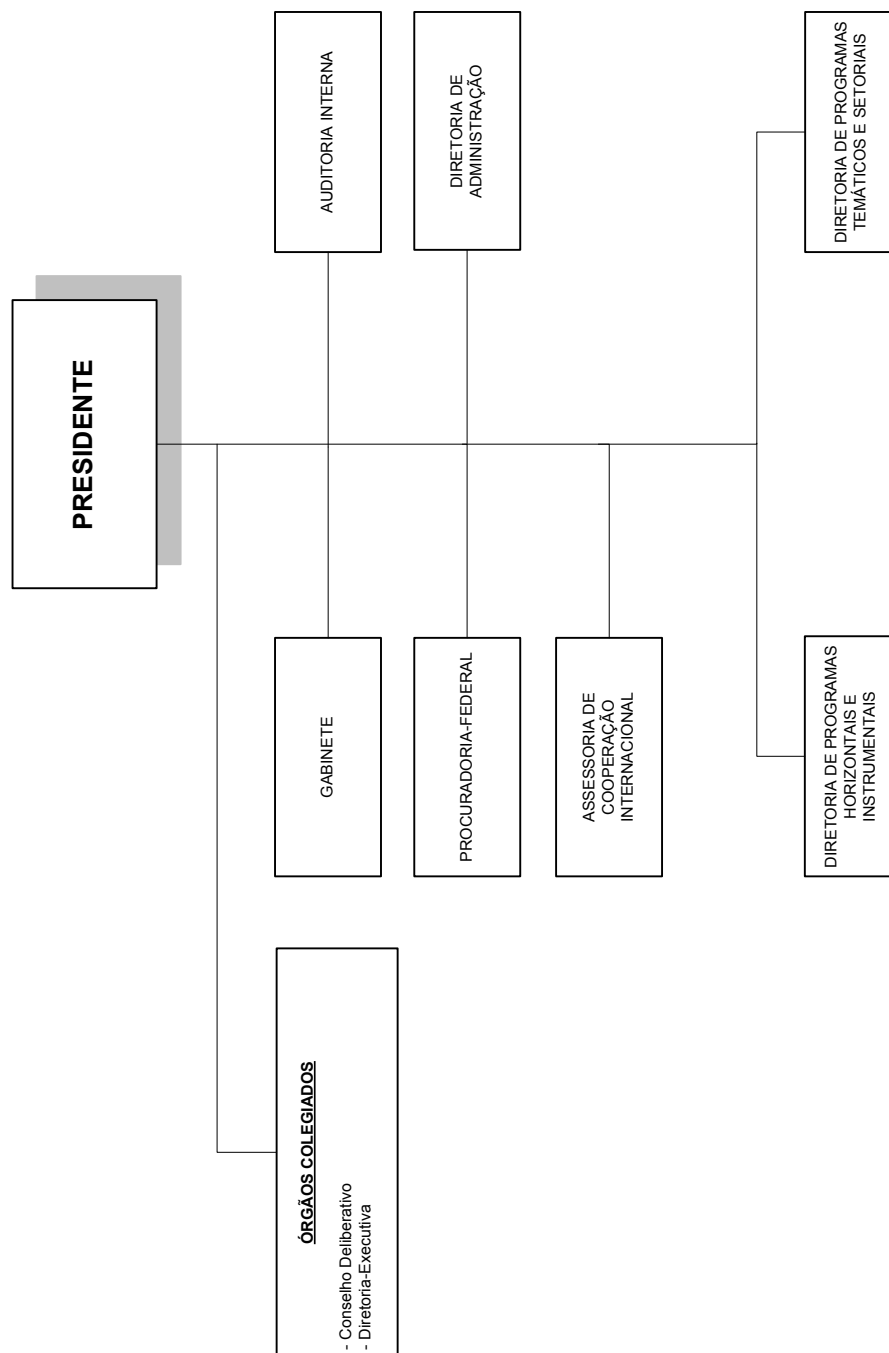 PRESIDENTE
ÓRGÃOS COLEGIADOS
- Conselho Deliberativo
- Diretoria-Executiva
GABINETE
AUDITORIA INTERNA
PROCURADORIA-FEDERAL
DIRETORIA DE
ADMINISTRAÇÃO
ASSESSORIA DE
COOPERAÇÃO
INTERNACIONAL
DIRETORIA DE PROGRAMAS
HORIZONTAIS E
INSTRUMENTAIS
DIRETORIA DE PROGRAMAS
TEMÁTICOS E SETORIAIS